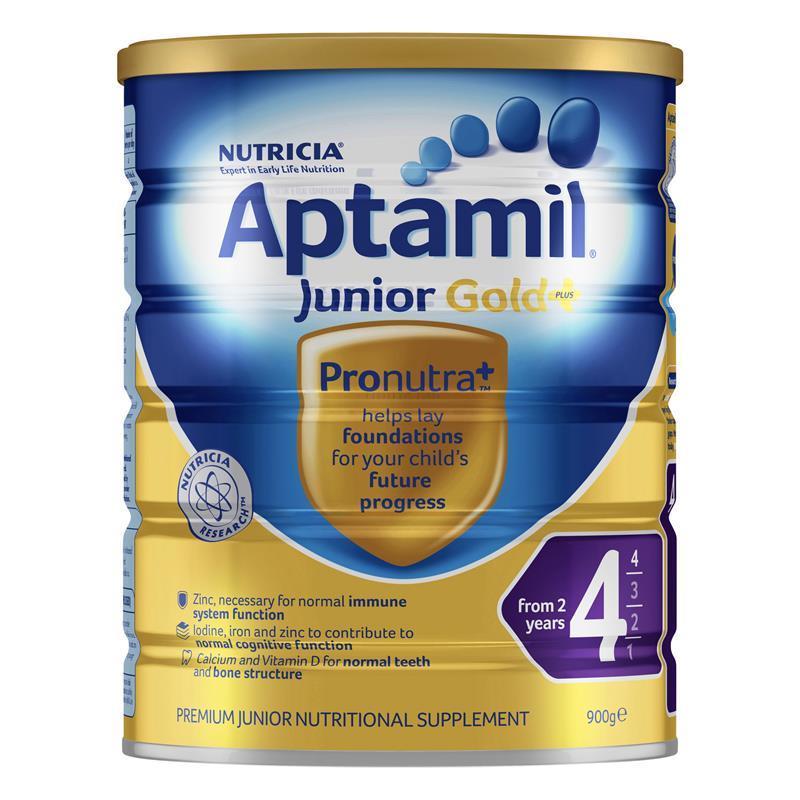 NUTRICIA®
Expert in Early Life Nutrition
Aptamil®
Junior Gold+ PLUS
Pronutra+™
helps lay
foundations
for your child's
future
progress
NUTRICIA
RESEARCH™
Zinc, necessary for normal immune
system function
Iodine, iron and zinc to contribute to
normal cognitive function
Calcium and Vitamin D for normal teeth
and bone structure
from 2
years
4
4
3
2
1
PREMIUM JUNIOR NUTRITIONAL SUPPLEMENT
900g℮